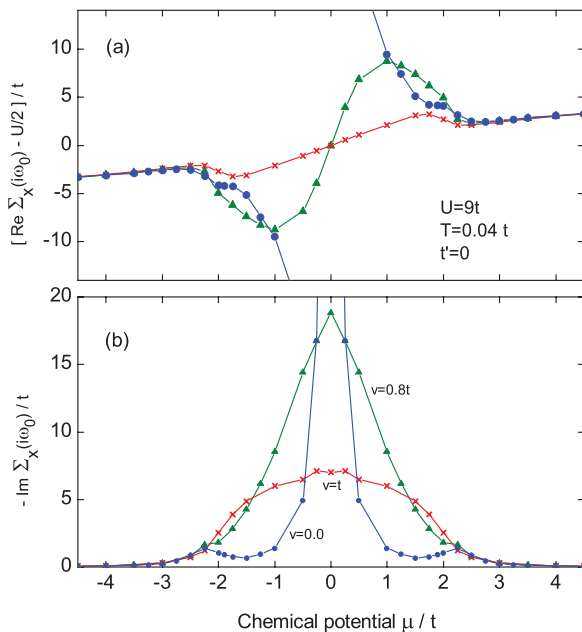 (a)
[ Re Σx(iω0) - U/2 ] / t
10
5
0
-5
-10
U=9t
T=0.04 t
t'=0
(b)
- Im Σx(iω0) / t
20
15
10
5
0
v=0.8t
v=t
v=0.0
-4 -3 -2 -1 0 1 2 3 4
Chemical potential μ / t